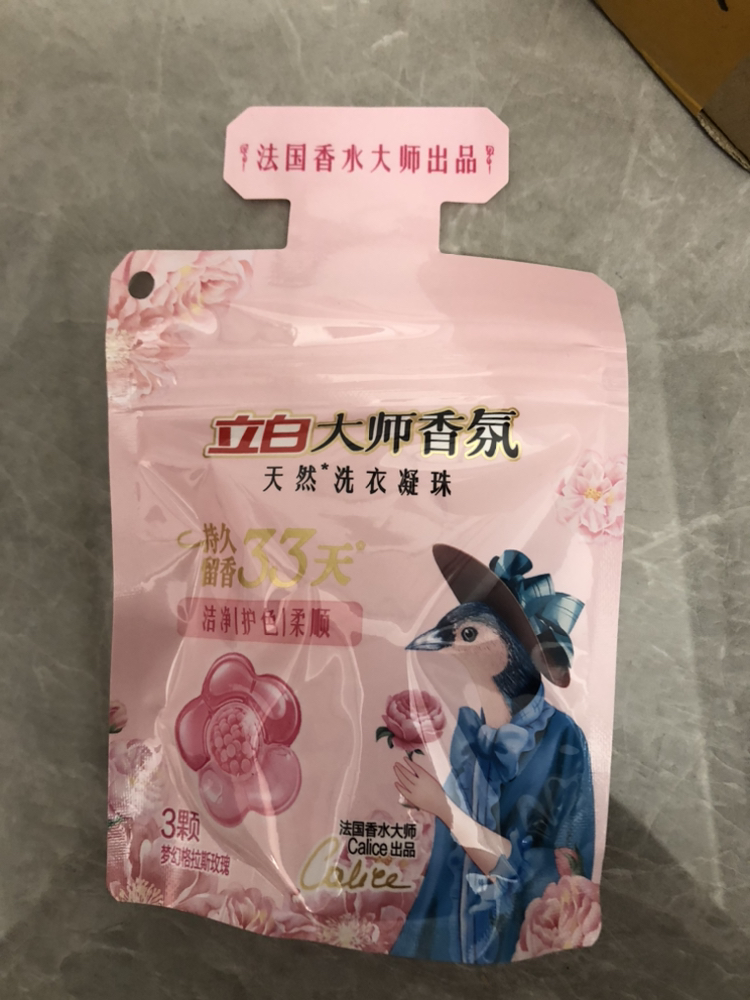 法国香水大师出品
立白大师香氛
天然*洗衣凝珠
持久
留香33天°
洁净|护色|柔顺
3颗
梦幻格拉斯玫瑰
法国香水大师
Calice 出品
Calice